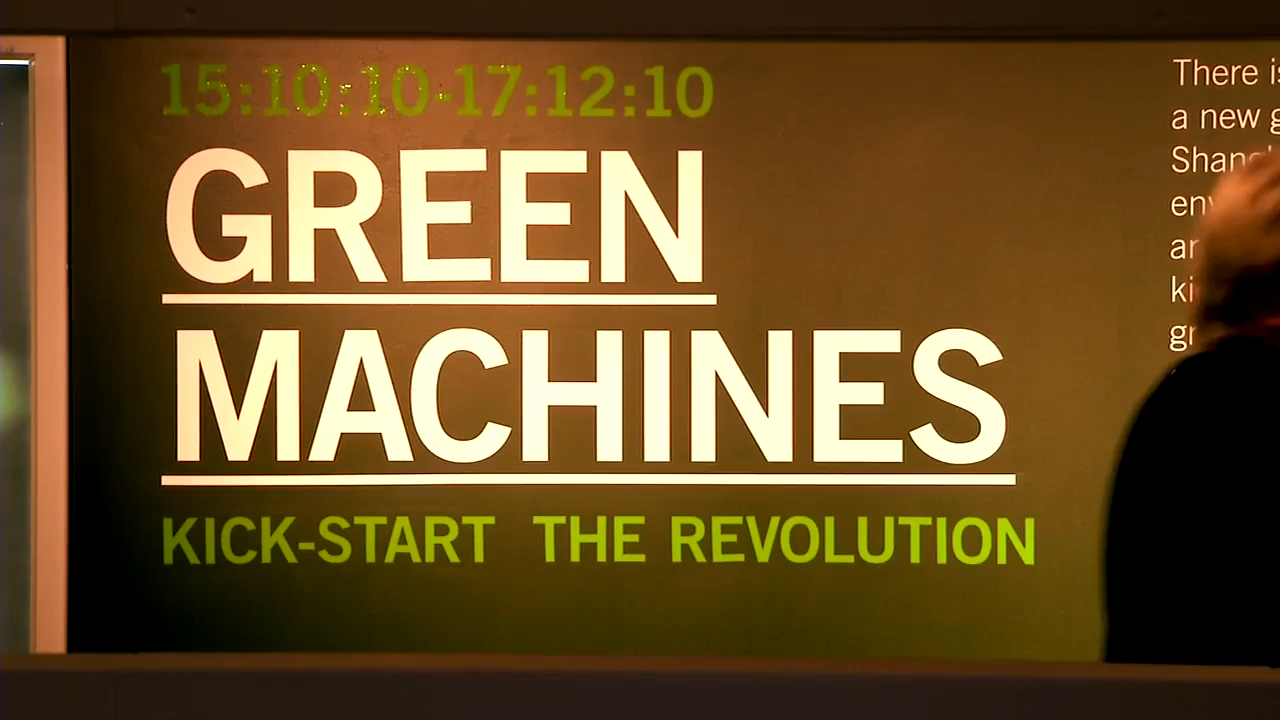 15:10:10-17:12:10
GREEN
MACHINES
KICK-START THE REVOLUTION
There
a new